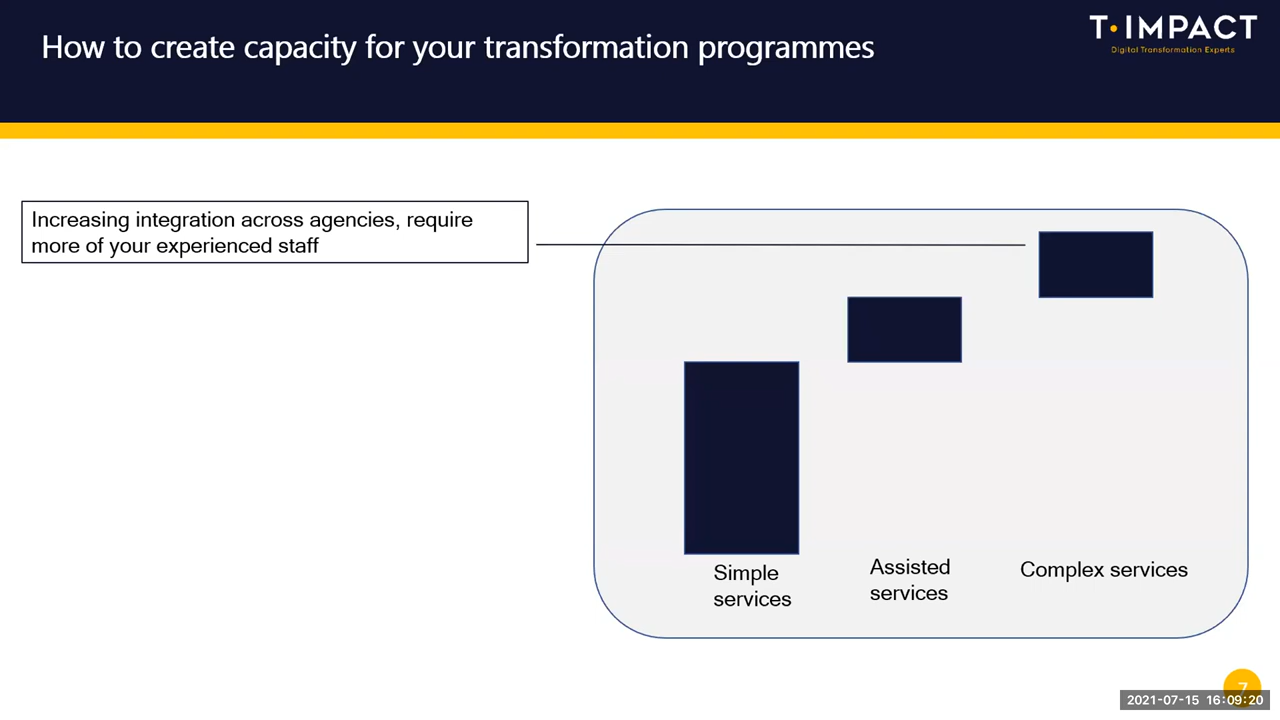 How to create capacity for your transformation programmes
T·IMPACT
Digital Transformation Experts
Increasing integration across agencies, require
more of your experienced staff
Simple
services
Assisted
services
Complex services
7
2021-07-15 16:09:20